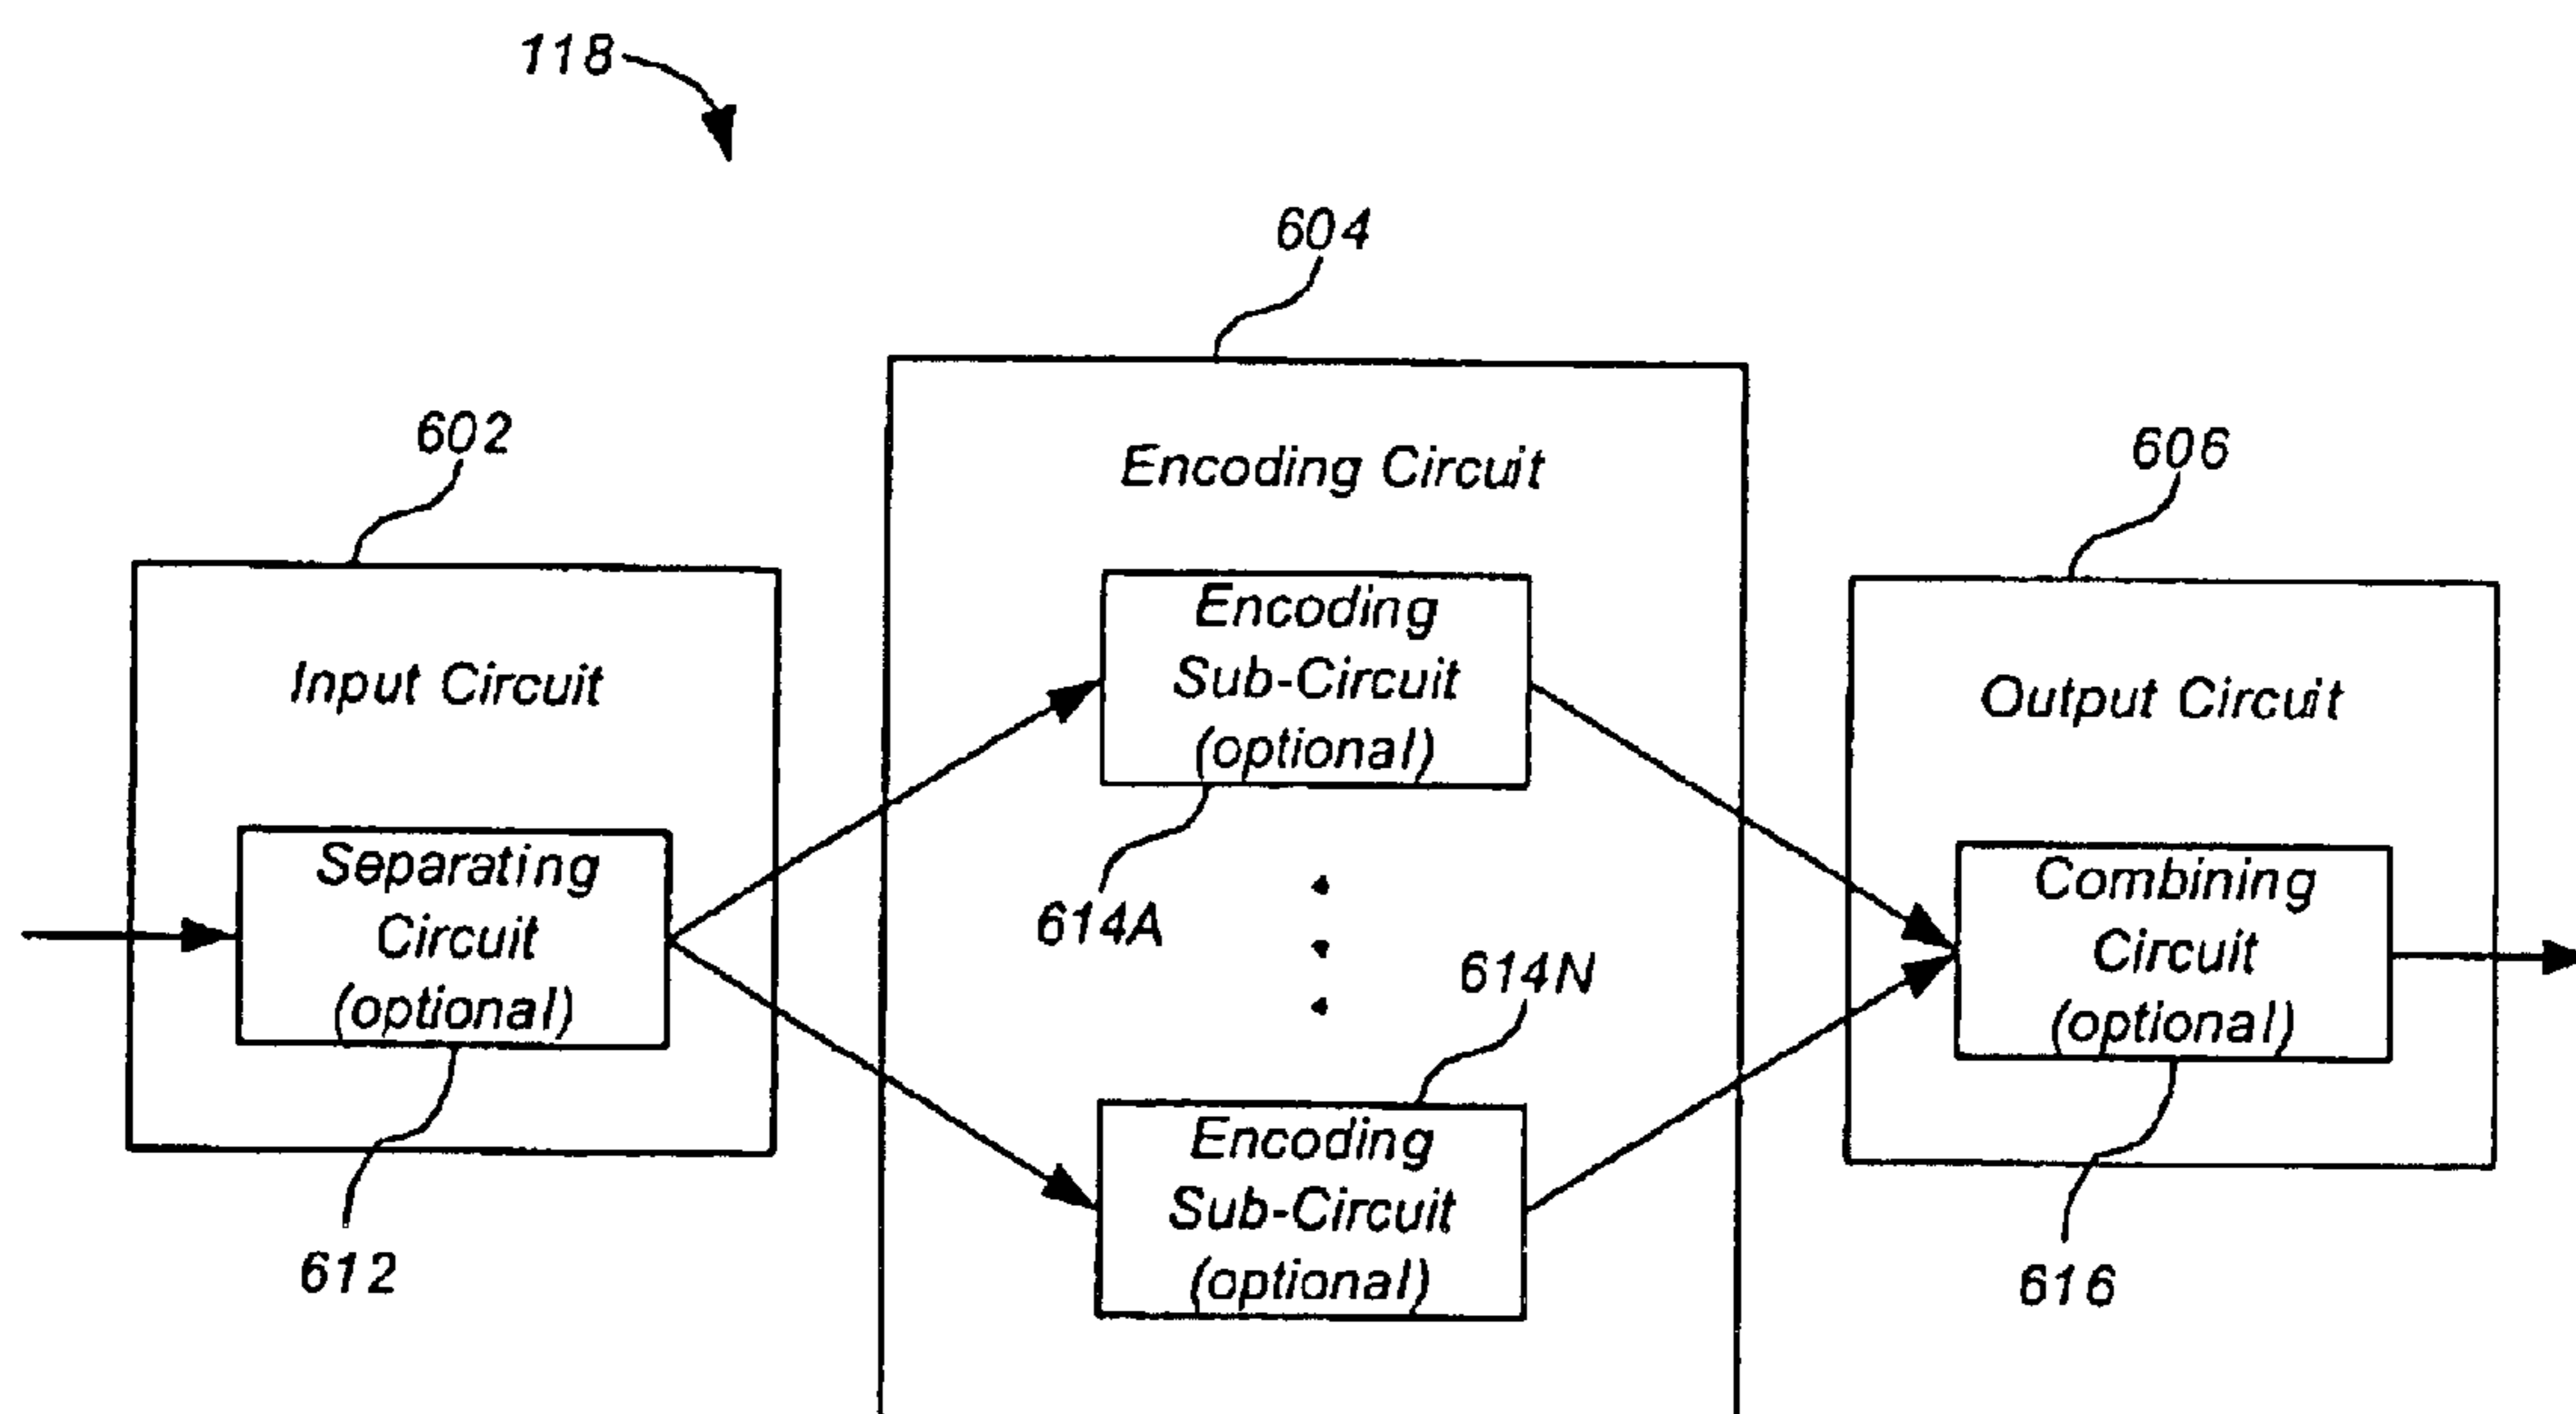 118
604
602
606
Encoding Circuit
Input Circuit
Output Circuit
Encoding
Sub-Circuit
(optional)
Separating
Circuit
(optional)
614A
614N
Combining
Circuit
(optional)
Encoding
Sub-Circuit
(optional)
612
616